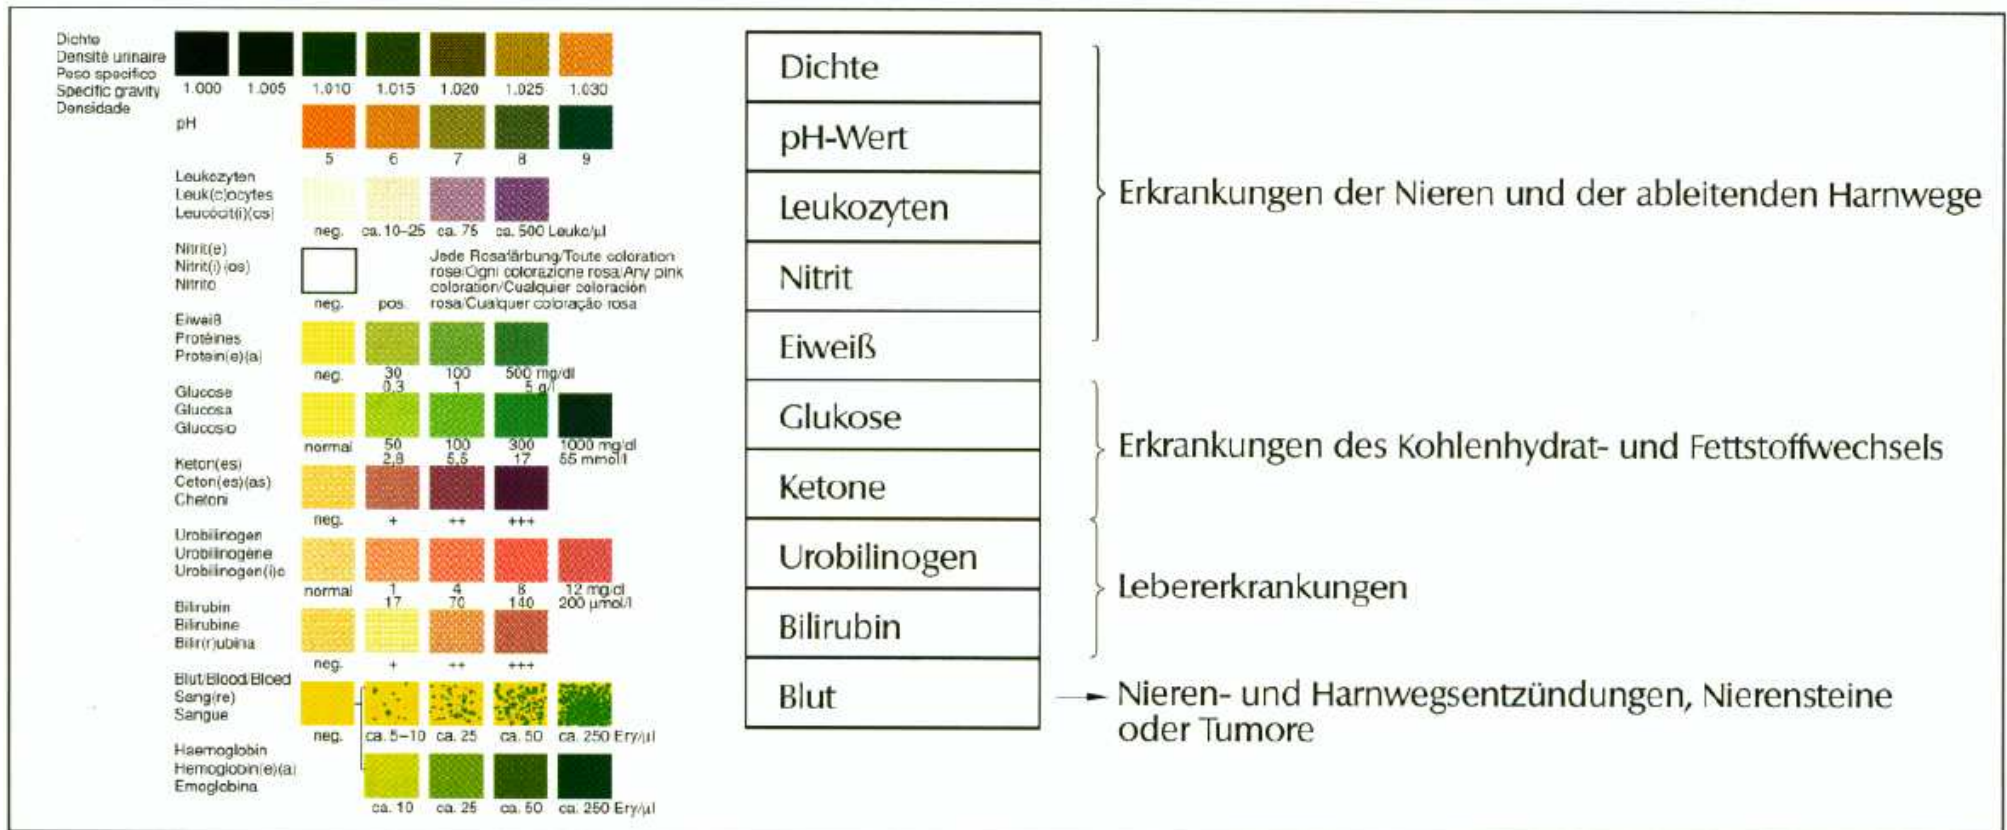 Dichte
Densité urinaire
Peso specifico
Specific gravity
Densidade
1.000 1.005 1.010 1.015 1.020 1.025 1.030
pH
5 6 7 8 9
Leukozyten
Leuk(c)ocytes
Leucócit(i)(os)
neg. ca. 10–25 ca. 75 ca. 500 Leuko/µl
Nitrit(e)
Nitrit(i) (os)
Nitrito
neg. pos.
Jede Rosafärbung/Toute coloration
rose/Ogni colorazione rosa/Any pink
coloration/Cualquier coloración
rosa/Cualquer coloração rosa
Eiweiß
Protéines
Protein(e)(a)
neg. 30 100 500 mg/dl
0,3 1 5 g/l
Glucose
Glucosa
Glucosio
normal 50 100 300 1000 mg/dl
2,8 5,5 17 55 mmol/l
Keton(es)
Ceton(es)(as)
Chetoni
neg. + ++ +++
Urobilinogen
Urobilinogène
Urobilinogen(i)o
normal 1 4 8 12 mg/dl
17 70 140 200 µmol/l
Bilirubin
Bilirubine
Bilir(r)ubina
neg. + ++ +++
Blut/Blood/Bloed
Sang(re)
Sangue
neg. ca. 5–10 ca. 25 ca. 50 ca. 250 Ery/µl
Haemoglobin
Hemoglobin(e)(a)
Emoglobina
ca. 10 ca. 25 ca. 50 ca. 250 Ery/µl
Dichte
pH-Wert
Leukozyten
Nitrit
Eiweiß
Glukose
Ketone
Urobilinogen
Bilirubin
Blut
Erkrankungen der Nieren und der ableitenden Harnwege
Erkrankungen des Kohlenhydrat- und Fettstoffwechsels
Lebererkrankungen
Nieren- und Harnwegsentzündungen, Nierensteine
oder Tumore